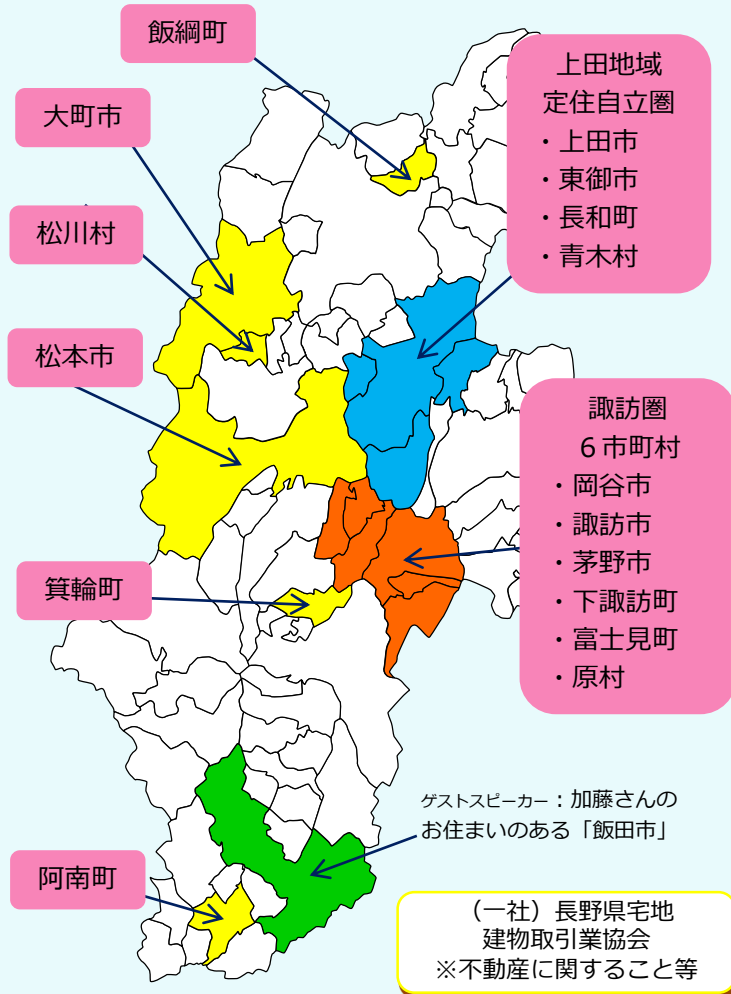 飯綱町
大町市
松川村
松本市
箕輪町
阿南町
上田地域
定住自立圏
・上田市
・東御市
・長和町
・青木村
諏訪圏
６市町村
・岡谷市
・諏訪市
・茅野市
・下諏訪町
・富士見町
・原村
ゲストスピーカー：加藤さんの
お住まいのある「飯田市」
（一社）長野県宅地
建物取引業協会
※不動産に関すること等